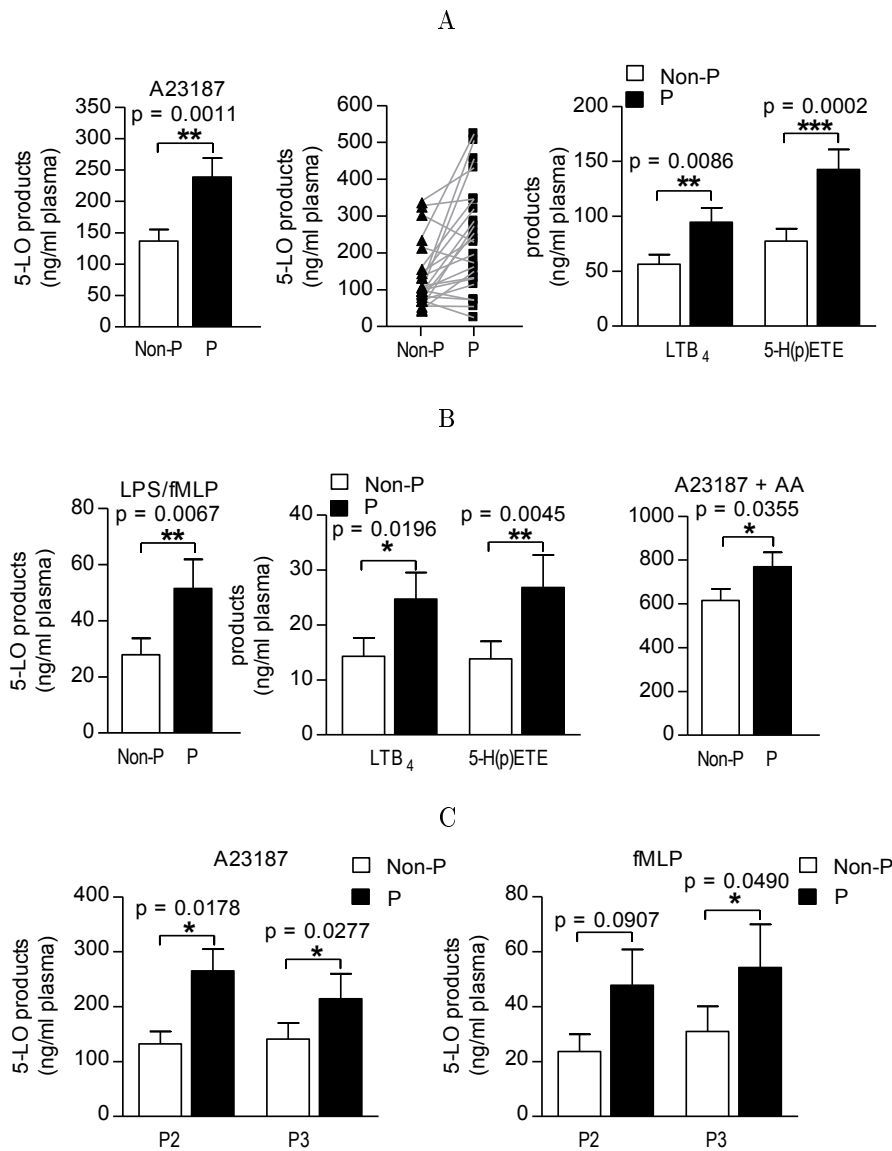 A
A23187
p = 0.0011
**
350
300
250
200
150
100
50
0
5-LO products
(ng/ml plasma)
Non-P P
600
500
400
300
200
100
0
5-LO products
(ng/ml plasma)
Non-P P
Non-P
P
p = 0.0086
**
p = 0.0002
***
200
150
100
50
0
products
(ng/ml plasma)
LTB4 5-H(p)ETE
B
LPS/fMLP
p = 0.0067
**
80
60
40
20
0
5-LO products
(ng/ml plasma)
Non-P P
Non-P
P
p = 0.0196
*
p = 0.0045
**
40
30
20
10
0
products
(ng/ml plasma)
LTB4 5-H(p)ETE
A23187 + AA
p = 0.0355
*
1000
800
600
400
200
0
Non-P P
C
A23187
Non-P
P
p = 0.0178
*
p = 0.0277
*
400
300
200
100
0
5-LO products
(ng/ml plasma)
P2 P3
fMLP
Non-P
P
p = 0.0907
p = 0.0490
*
80
60
40
20
0
5-LO products
(ng/ml plasma)
P2 P3